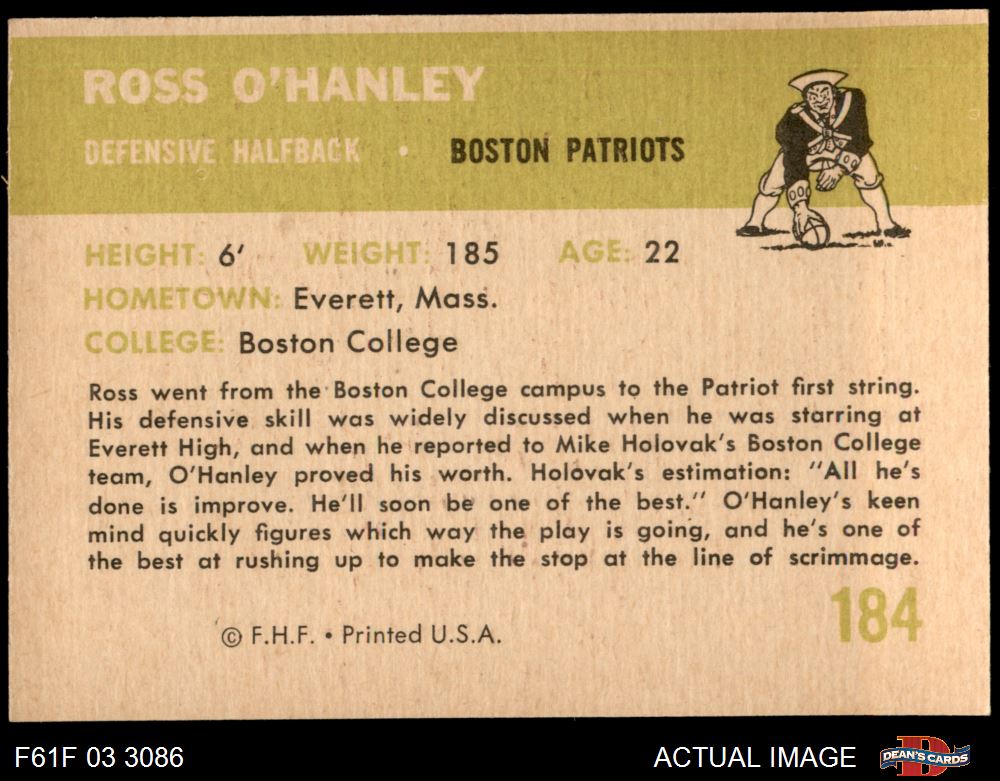 ROSS O'HANLEY
DEFENSIVE HALFBACK • BOSTON PATRIOTS
HEIGHT: 6' WEIGHT: 185 AGE: 22
HOMETOWN: Everett, Mass.
COLLEGE: Boston College
Ross went from the Boston College campus to the Patriot first string.
His defensive skill was widely discussed when he was starring at
Everett High, and when he reported to Mike Holovak's Boston College
team, O'Hanley proved his worth. Holovak's estimation: "All he's
done is improve. He'll soon be one of the best." O'Hanley's keen
mind quickly figures which way the play is going, and he's one of
the best at rushing up to make the stop at the line of scrimmage.
184
© F.H.F. • Printed U.S.A.
F61F 03 3086 ACTUAL IMAGE DEAN'S CARDS